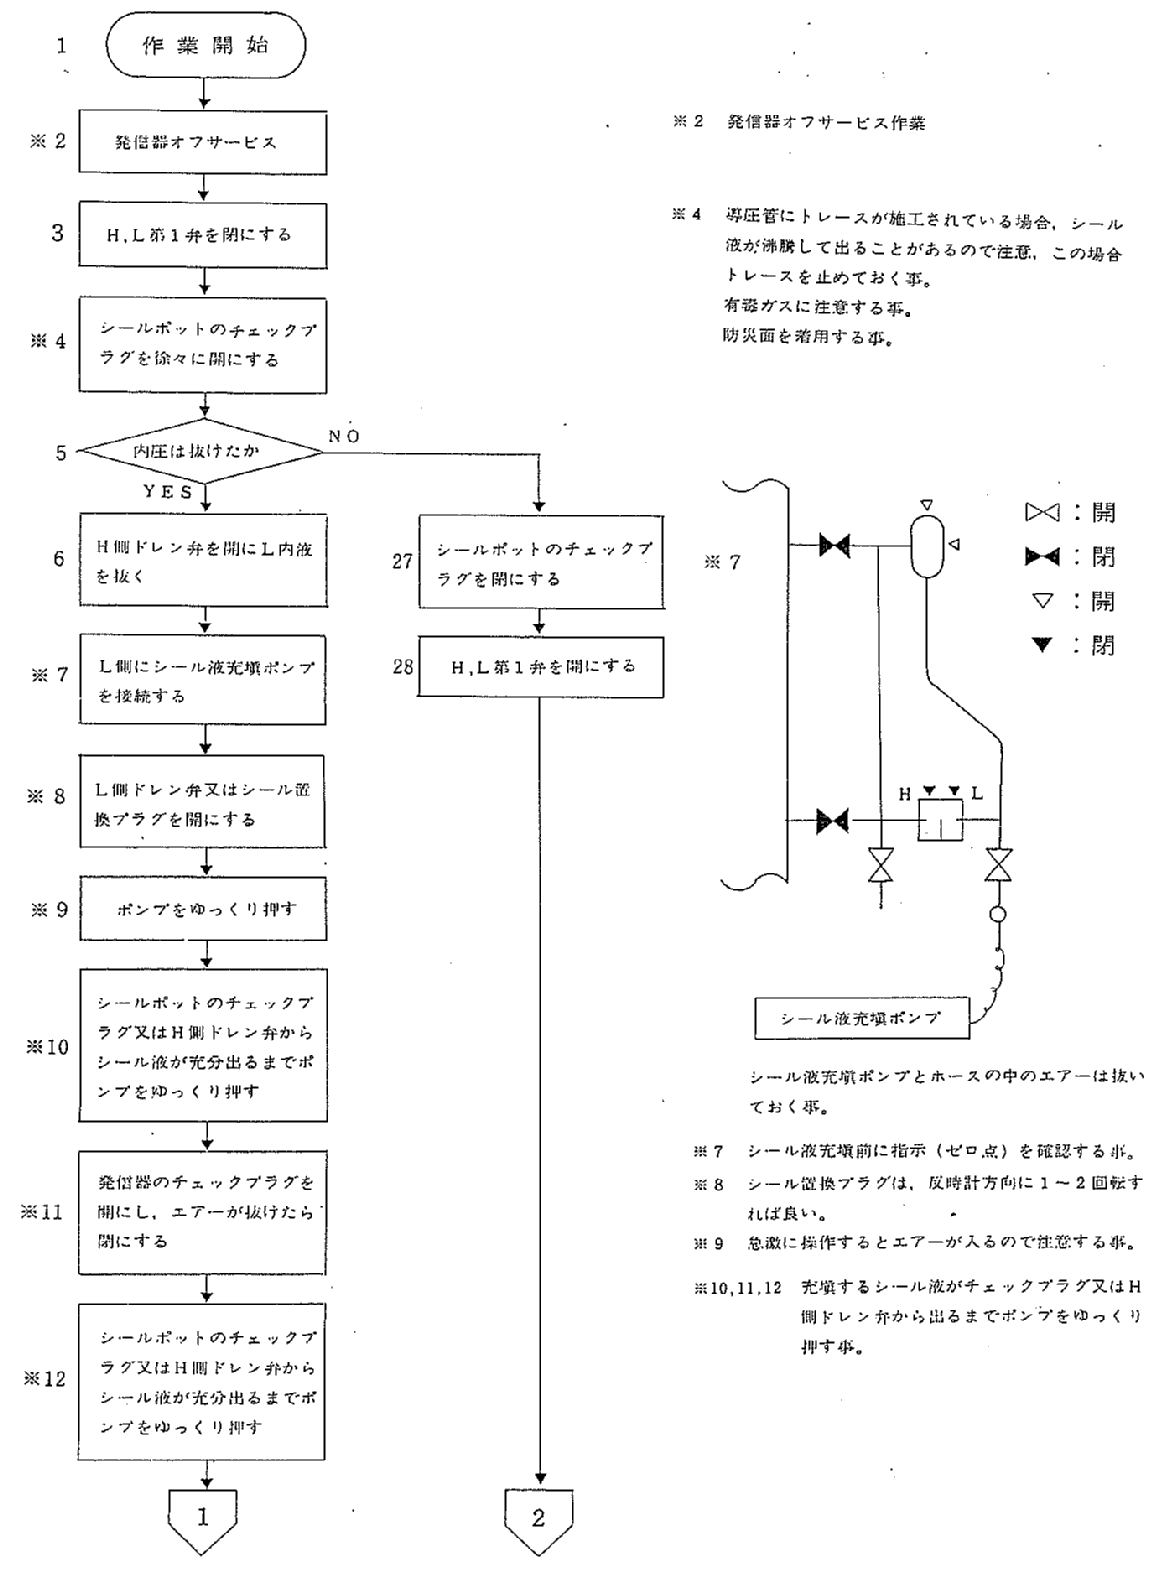 1 作業開始
※2 発信器オフサービス
3 H,L第1弁を閉にする
※4 シールポットのチェックプ
ラグを徐々に開にする
5 内圧は抜けたか
NO
YES
6 H側ドレン弁を開にL内液
を抜く
※7 L側にシール液充塡ポンプ
を接続する
※8 L側ドレン弁又はシール置
換プラグを開にする
※9 ポンプをゆっくり押す
※10 シールポットのチェックプ
ラグ又はH側ドレン弁から
シール液が充分出るまでポ
ンプをゆっくり押す
※11 発信器のチェックプラグを
開にし,エアーが抜けたら
閉にする
※12 シールポットのチェックプ
ラグ又はH側ドレン弁から
シール液が充分出るまでポ
ンプをゆっくり押す
1
27 シールポットのチェックプ
ラグを閉にする
28 H,L第1弁を開にする
2
※2 発信器オフサービス作業
※4 導圧管にトレースが施工されている場合,シール
液が沸騰して出ることがあるので注意,この場合
トレースを止めておく事。
有毒ガスに注意する事。
防災面を着用する事。
※7
:開
:閉
:開
:閉
H L
シール液充塡ポンプ
シール液充塡ポンプとホースの中のエアーは抜い
ておく事。
※7 シール液充塡前に指示(ゼロ点)を確認する事。
※8 シール置換プラグは,反時計方向に1~2回転す
れば良い。
※9 急激に操作するとエアーが入るので注意する事。
※10,11,12 充塡するシール液がチェックプラグ又はH
側ドレン弁から出るまでポンプをゆっくり
押す事。